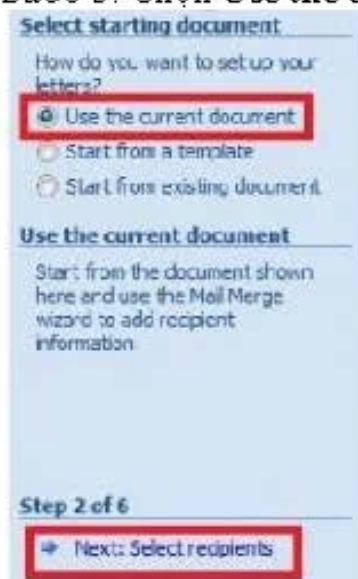 Select starting document
How do you want to set up your
letters?
Use the current document
Start from a template
Start from existing document
Use the current document
Start from the document shown
here and use the Mail Merge
wizard to add recipient
information
Step 2 of 6
Next: Select recipients